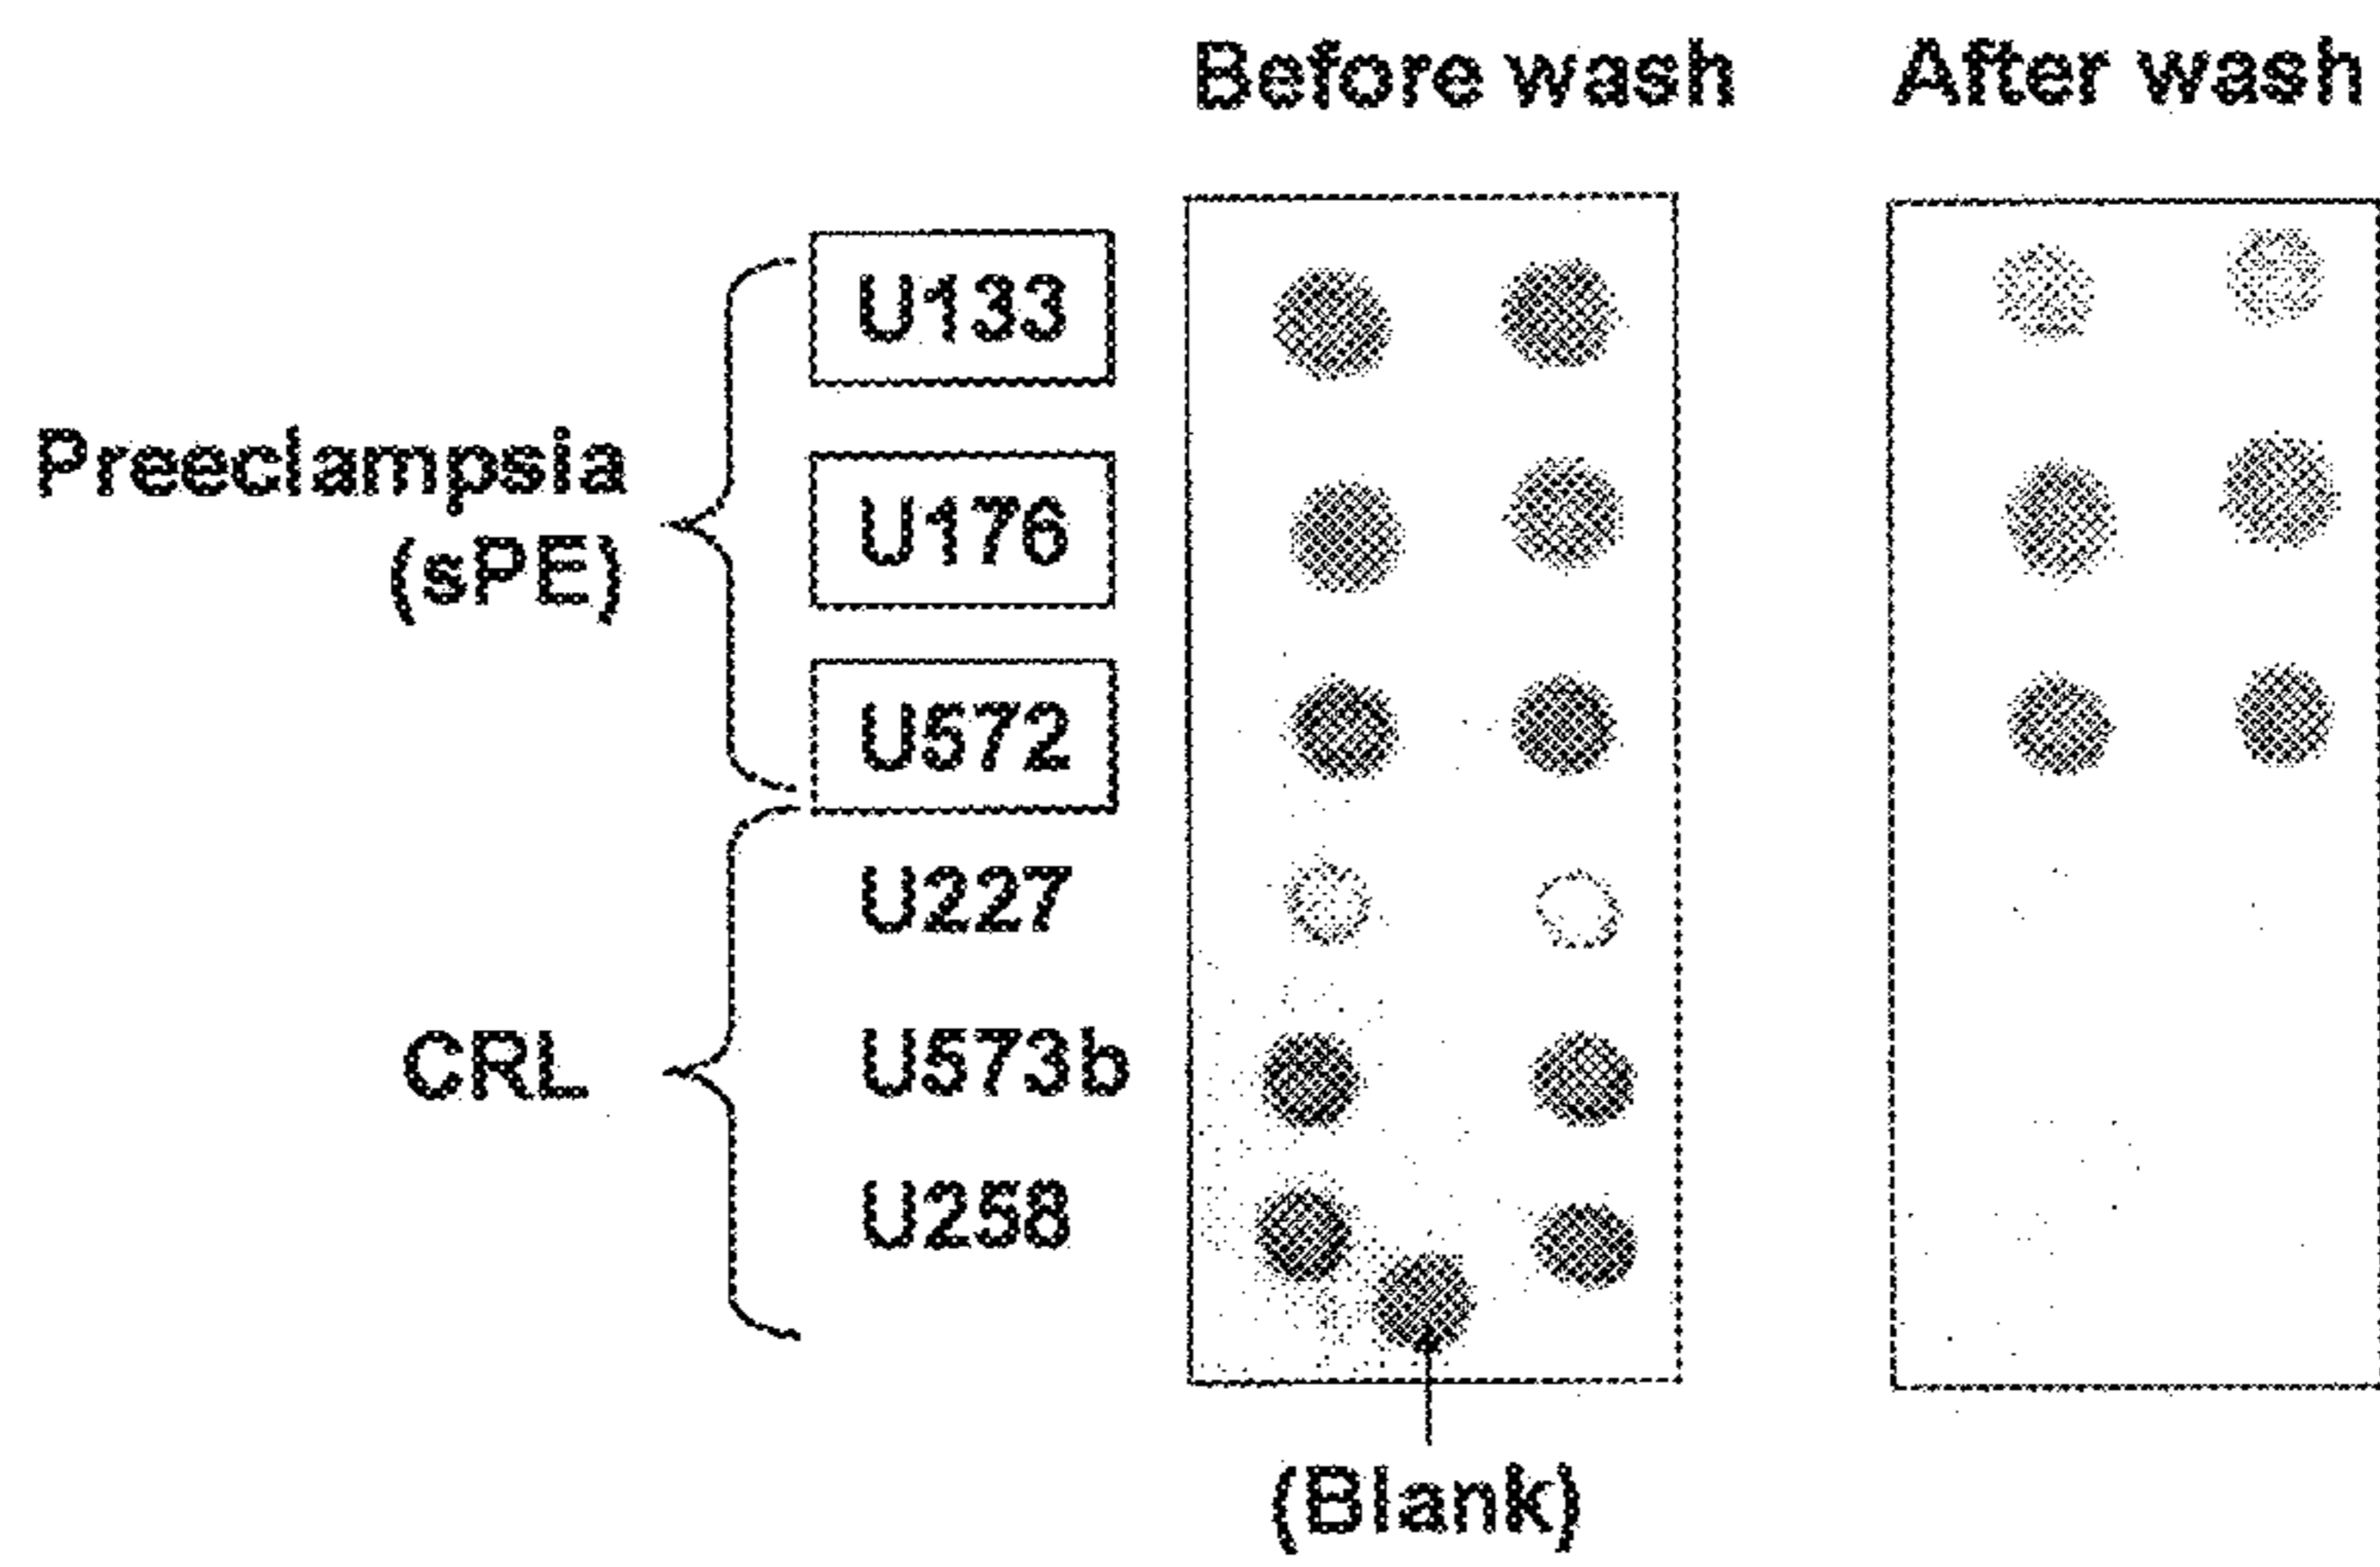 Before wash After wash
U133
Preeclampsia
(sPE)
U176
U572
U227
CRL
U573b
U258
(Blank)